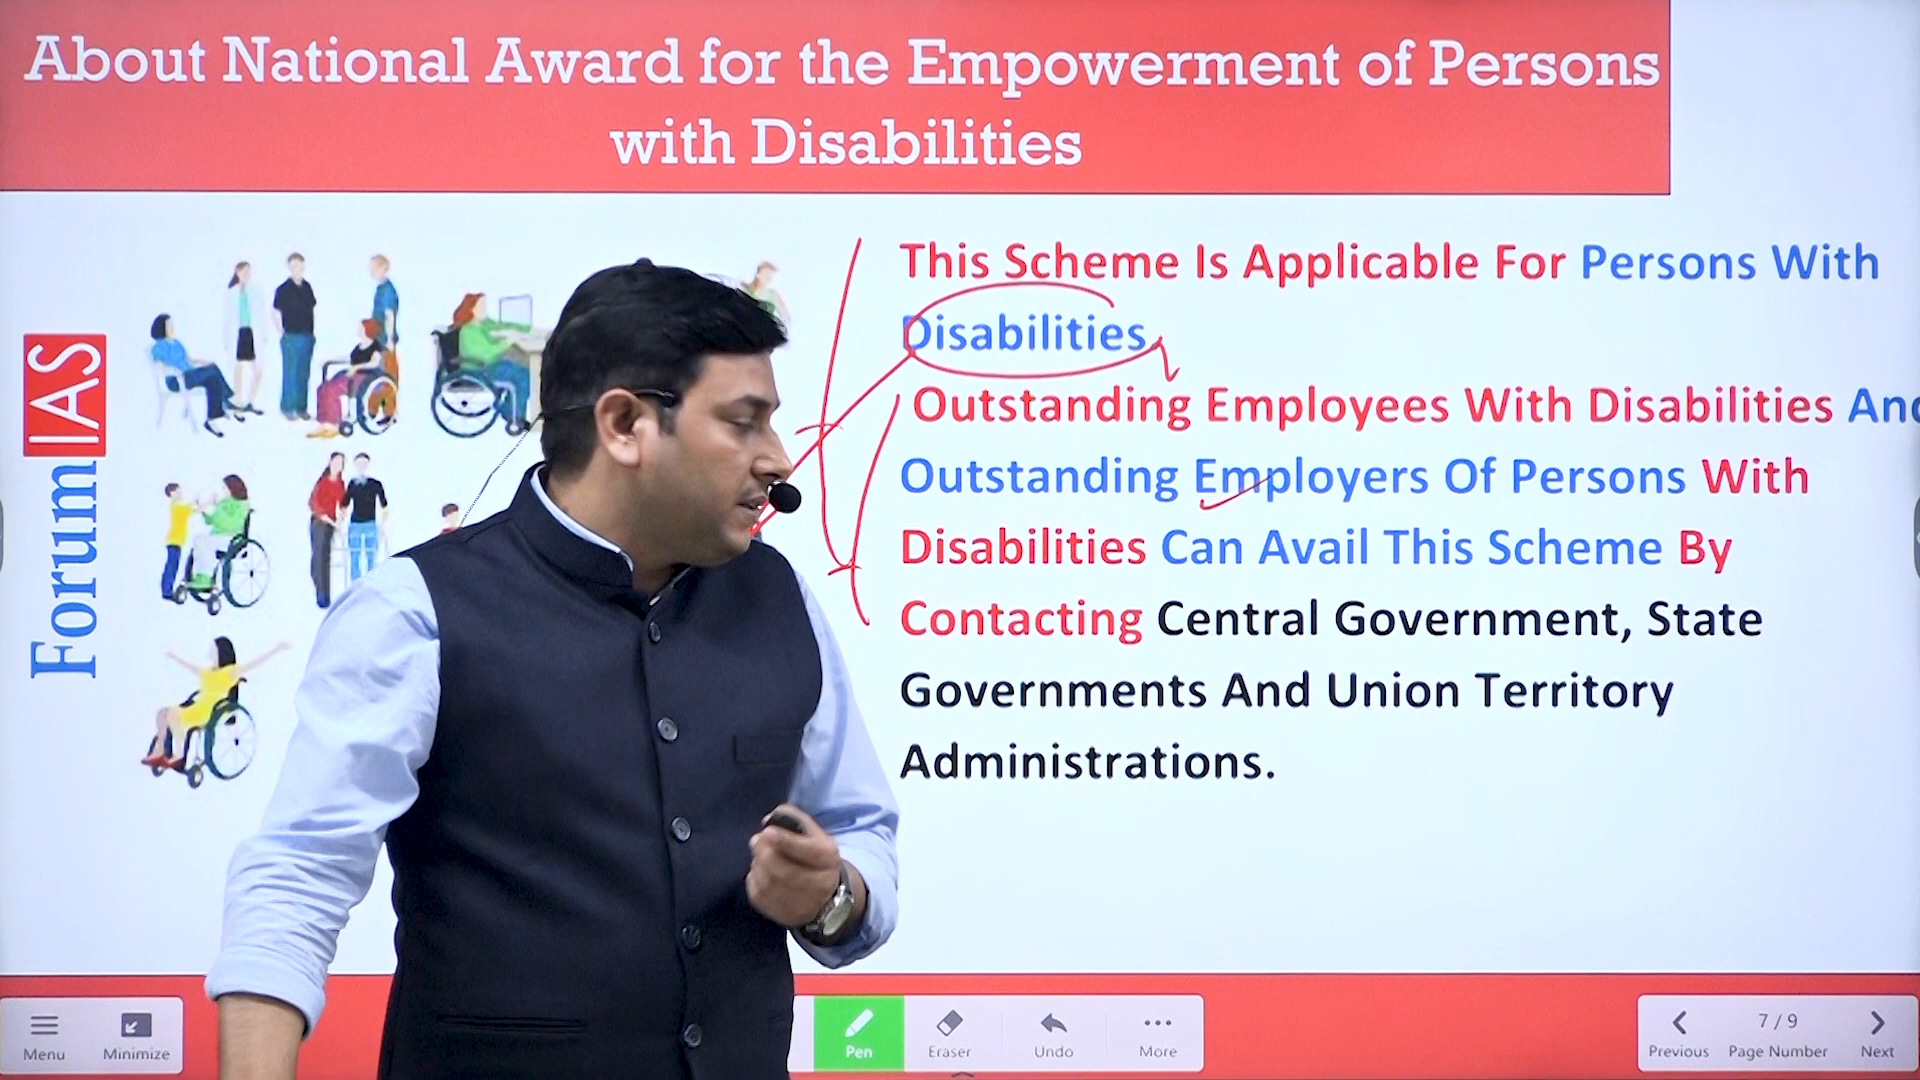 About National Award for the Empowerment of Persons
with Disabilities
Forum IAS
This Scheme Is Applicable For Persons With
Disabilities.
Outstanding Employees With Disabilities And
Outstanding Employers Of Persons With
Disabilities Can Avail This Scheme By
Contacting Central Government, State
Governments And Union Territory
Administrations.
Menu
Minimize
Pen
Eraser
Undo
More
7 / 9
Previous
Page Number
Next